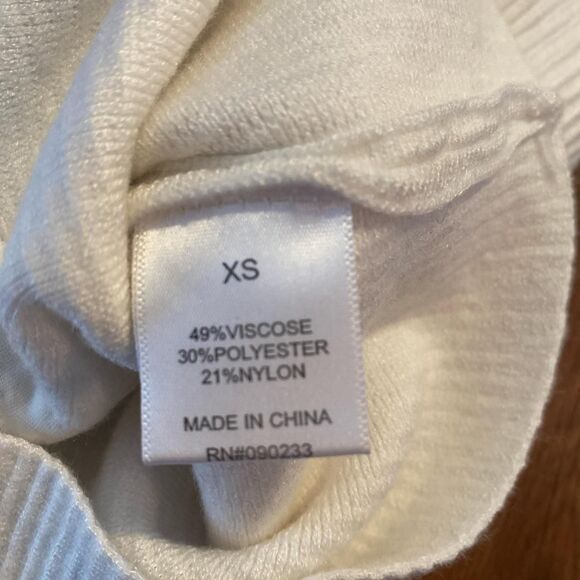 XS
49%VISCOSE
30%POLYESTER
21%NYLON
MADE IN CHINA
RN#090233